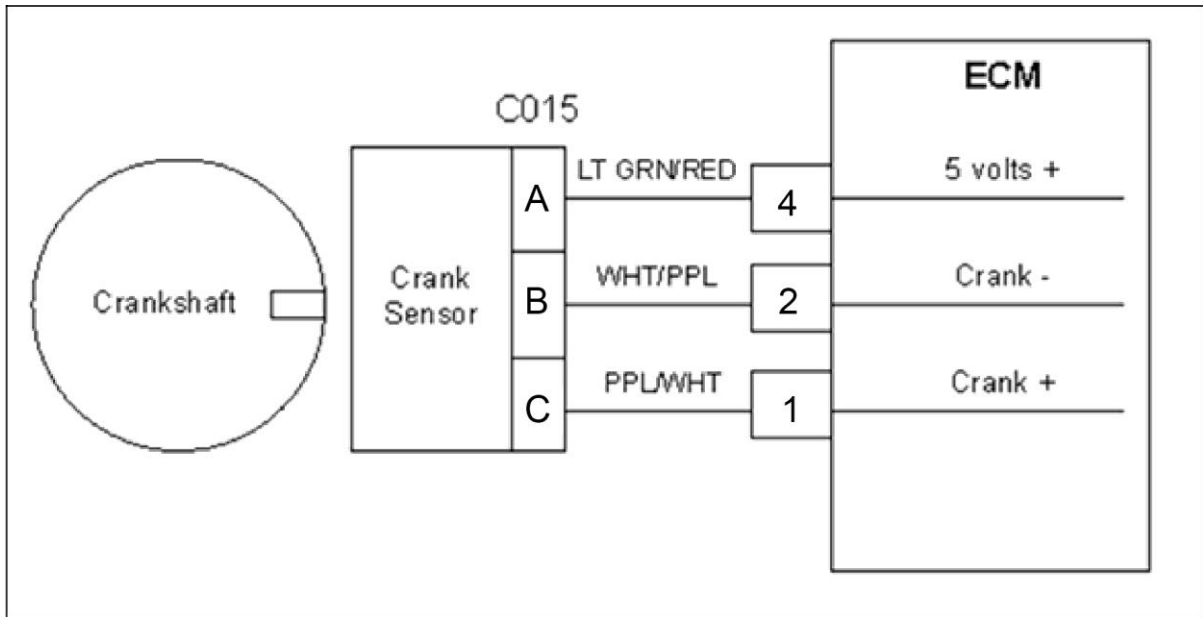 ECM
C015
Crankshaft
Crank
Sensor
A
LT GRN/RED
4
5 volts +
B
WHT/PPL
2
Crank -
C
PPL/WHT
1
Crank +